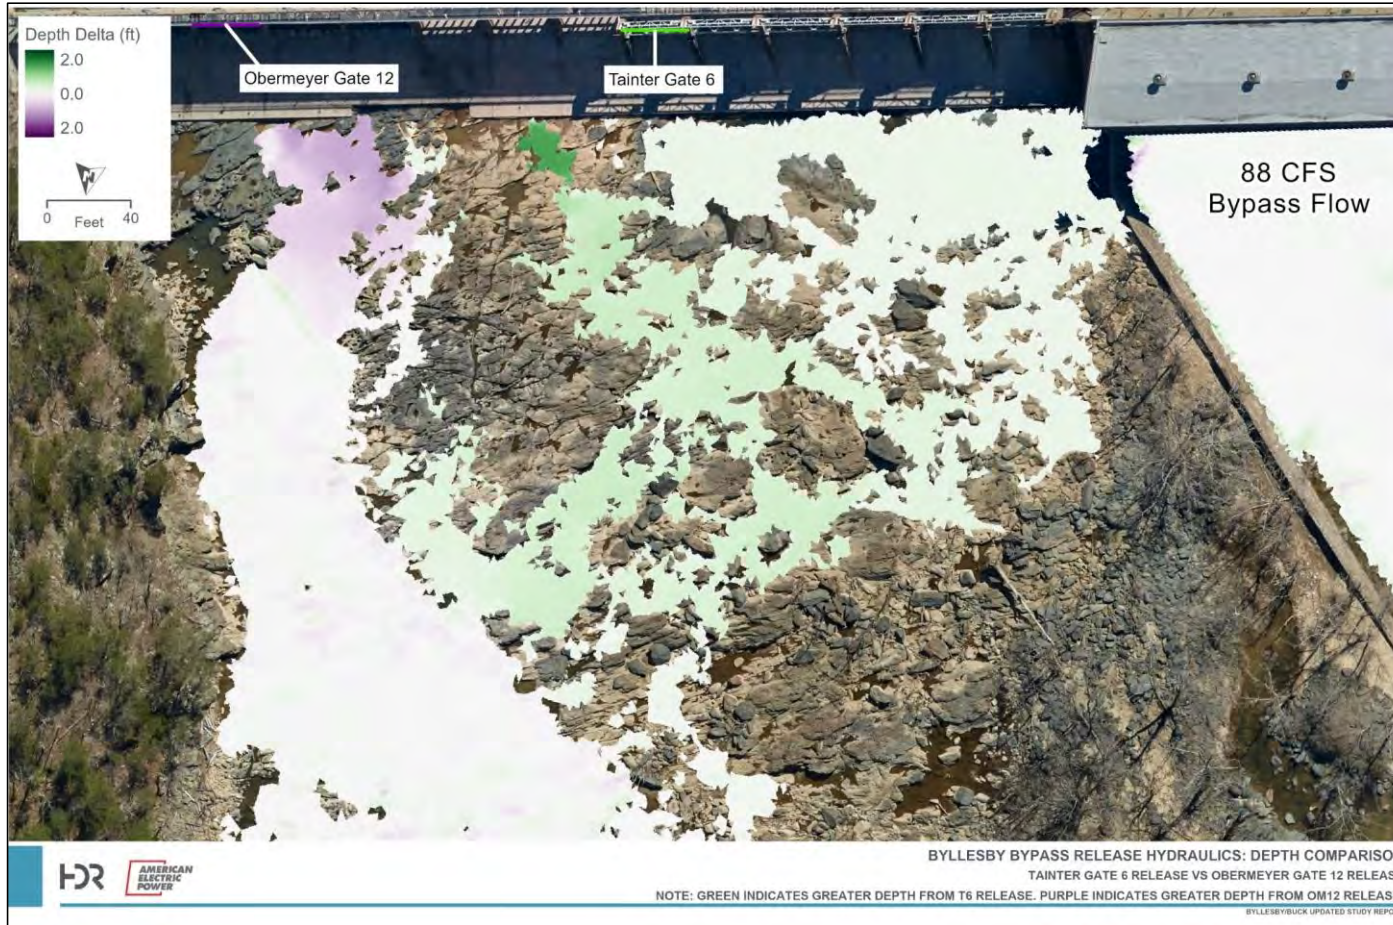 Depth Delta (ft)
2.0
0.0
2.0
N
0 40
Feet
Obermeyer Gate 12
Tainter Gate 6
88 CFS
Bypass Flow
HDR
AMERICAN
ELECTRIC
POWER
BYLLESBY BYPASS RELEASE HYDRAULICS: DEPTH COMPARISO
TAINTER GATE 6 RELEASE VS OBERMEYER GATE 12 RELEAS
NOTE: GREEN INDICATES GREATER DEPTH FROM T6 RELEASE. PURPLE INDICATES GREATER DEPTH FROM OM12 RELEAS
BYLLESBY/BUCK UPDATED STUDY REPO